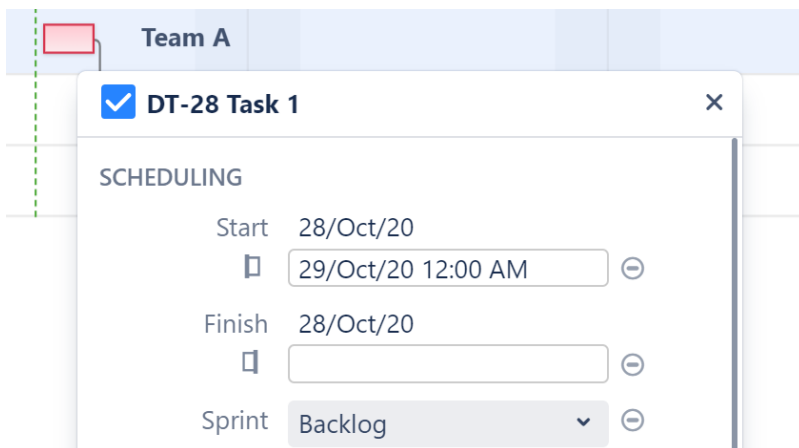 Team A
DT-28 Task 1
SCHEDULING
Start 28/Oct/20
29/Oct/20 12:00 AM
Finish 28/Oct/20
Sprint Backlog